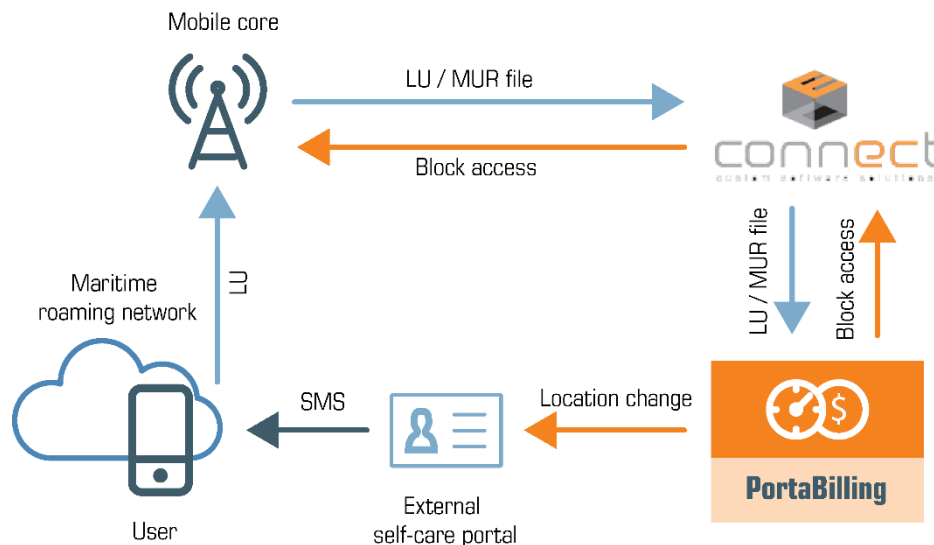 Mobile core
LU / MUR file
Block access
connect
custom software solutions
LU / MUR file
Block access
LU
Maritime
roaming network
SMS
Location change
$
PortaBilling
External
self-care portal
User